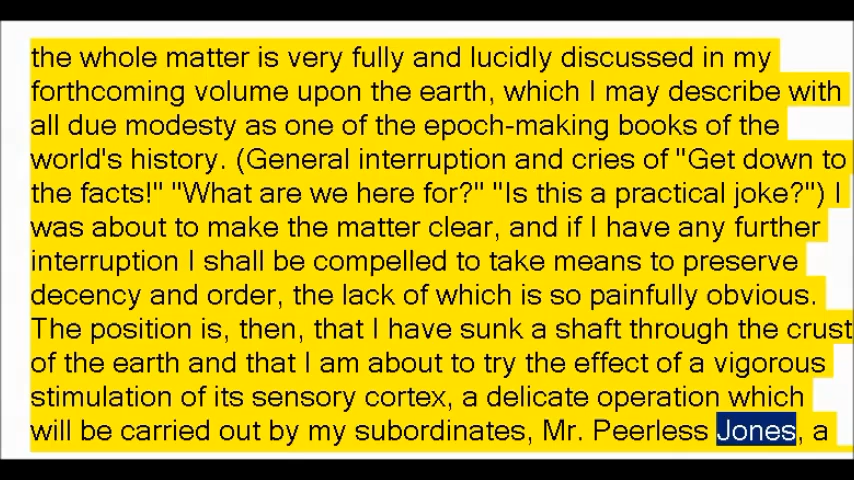 the whole matter is very fully and lucidly discussed in my
forthcoming volume upon the earth, which I may describe with
all due modesty as one of the epoch-making books of the
world's history. (General interruption and cries of "Get down to
the facts!" "What are we here for?" "Is this a practical joke?") I
was about to make the matter clear, and if I have any further
interruption I shall be compelled to take means to preserve
decency and order, the lack of which is so painfully obvious.
The position is, then, that I have sunk a shaft through the crust
of the earth and that I am about to try the effect of a vigorous
stimulation of its sensory cortex, a delicate operation which
will be carried out by my subordinates, Mr. Peerless Jones, a